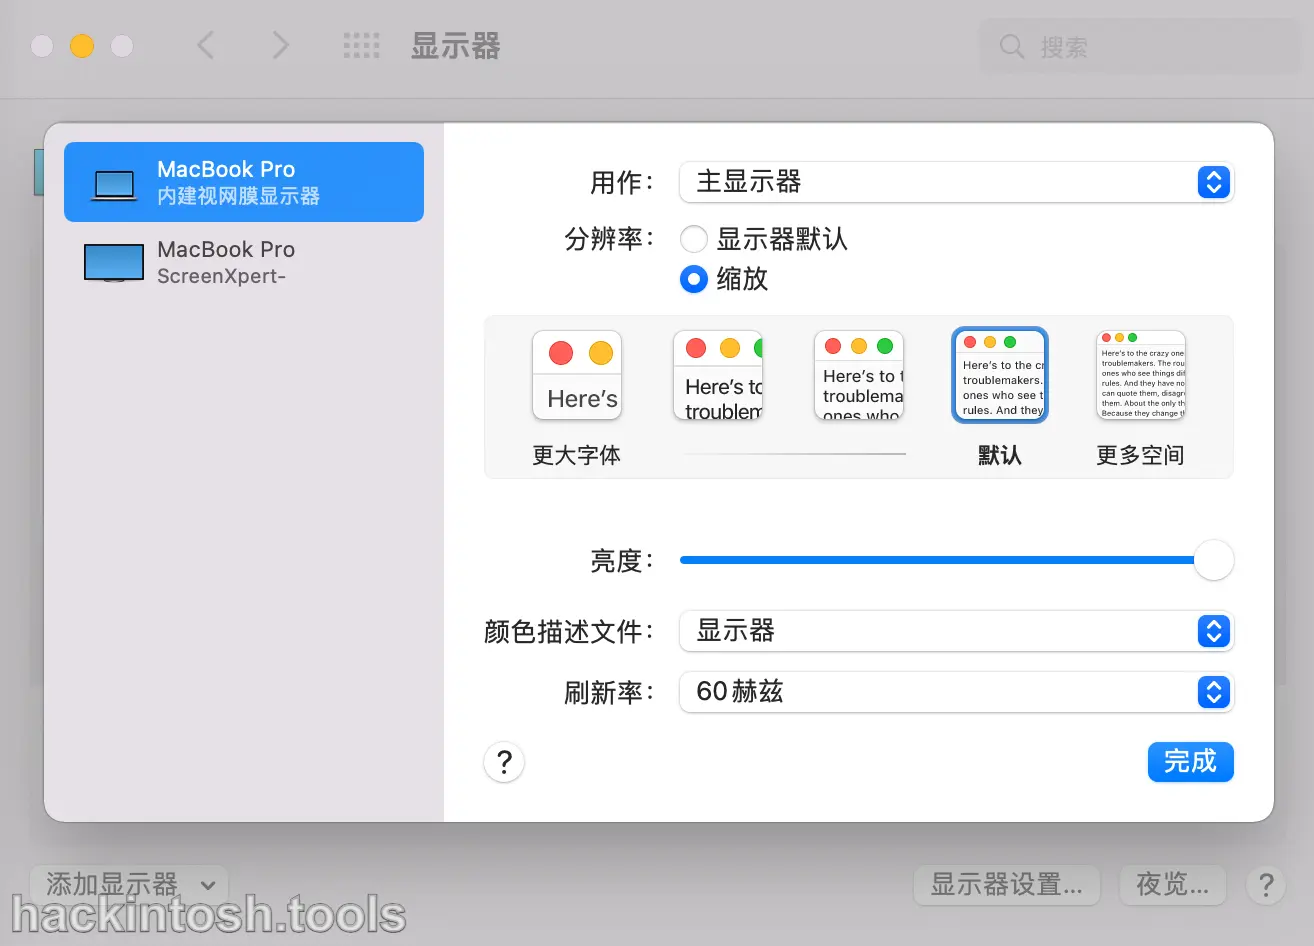 显示器
搜索
MacBook Pro
内建视网膜显示器
MacBook Pro
ScreenXpert-
用作：
主显示器
分辨率：
显示器默认
缩放
Here's
Here's to
troublem
Here's to t
troublema
ones who
Here's to the cr
troublemakers.
ones who see t
rules. And they
Here's to the crazy one
troublemakers. The rou
ones who see things dif
rules. And they have no
can quote them, disagr
them. About the only th
Because they change th
更大字体
默认
更多空间
亮度：
颜色描述文件：
显示器
刷新率：
60赫兹
?
完成
添加显示器
显示器设置...
夜览...
?
hackintosh.tools